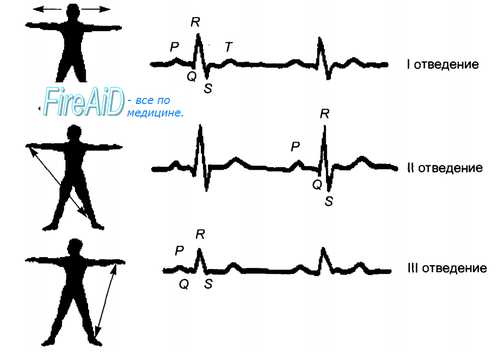 R
P
T
Q
S
I отведение
FireAiD - все по
медицине.
R
P
Q
S
II отведение
R
P
Q
S
III отведение